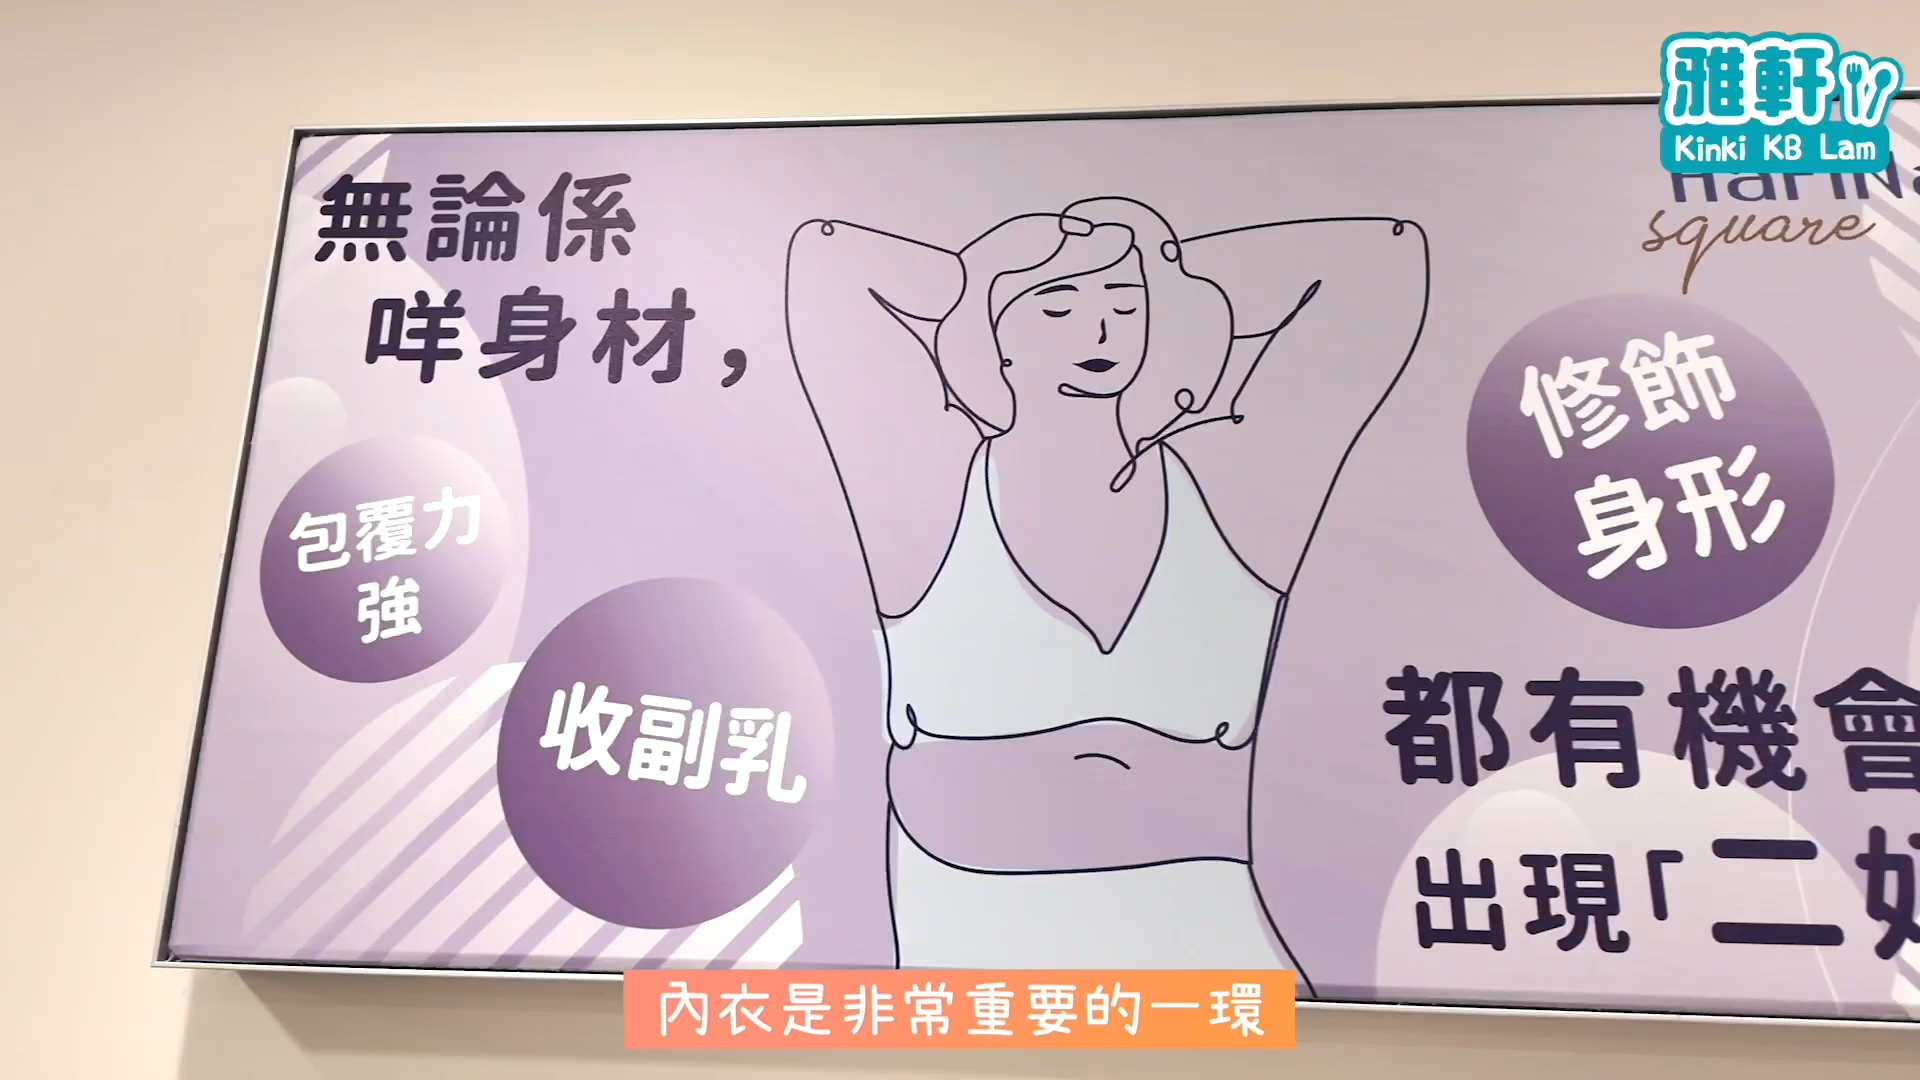 雅軒
Kinki KB Lam
square
無論係
咩身材，
修飾
身形
包覆力
強
收副乳
都有機會
出現「二
內衣是非常重要的一環